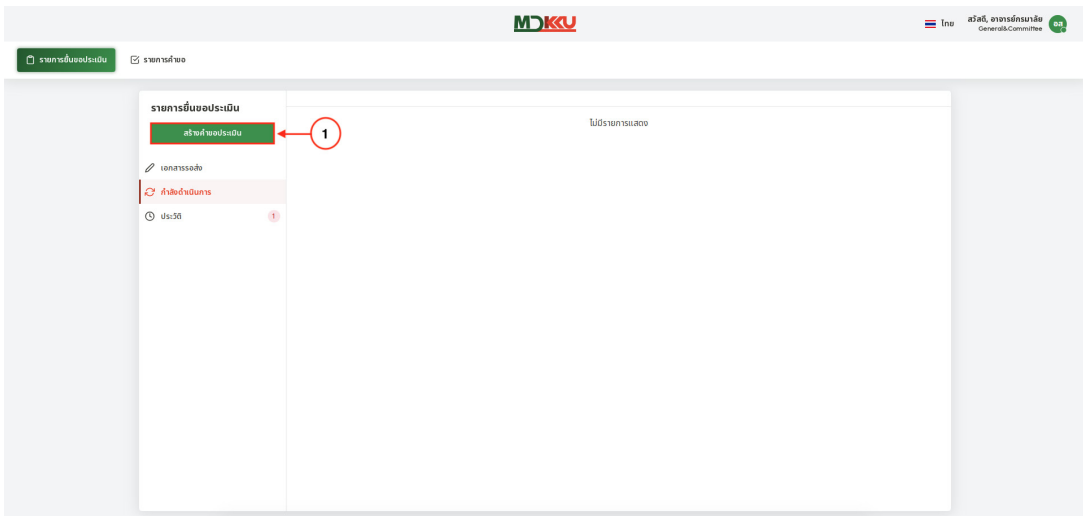 MDKKU
ไทย
สวัสดี, อาจารย์กรมาลัย
General&Committee
อล
รายการยื่นขอประเมิน
รายการคำขอ
รายการยื่นขอประเมิน
สร้างคำขอประเมิน
1
ไม่มีรายการแสดง
เอกสารรอส่ง
กำลังดำเนินการ
ประวัติ
1